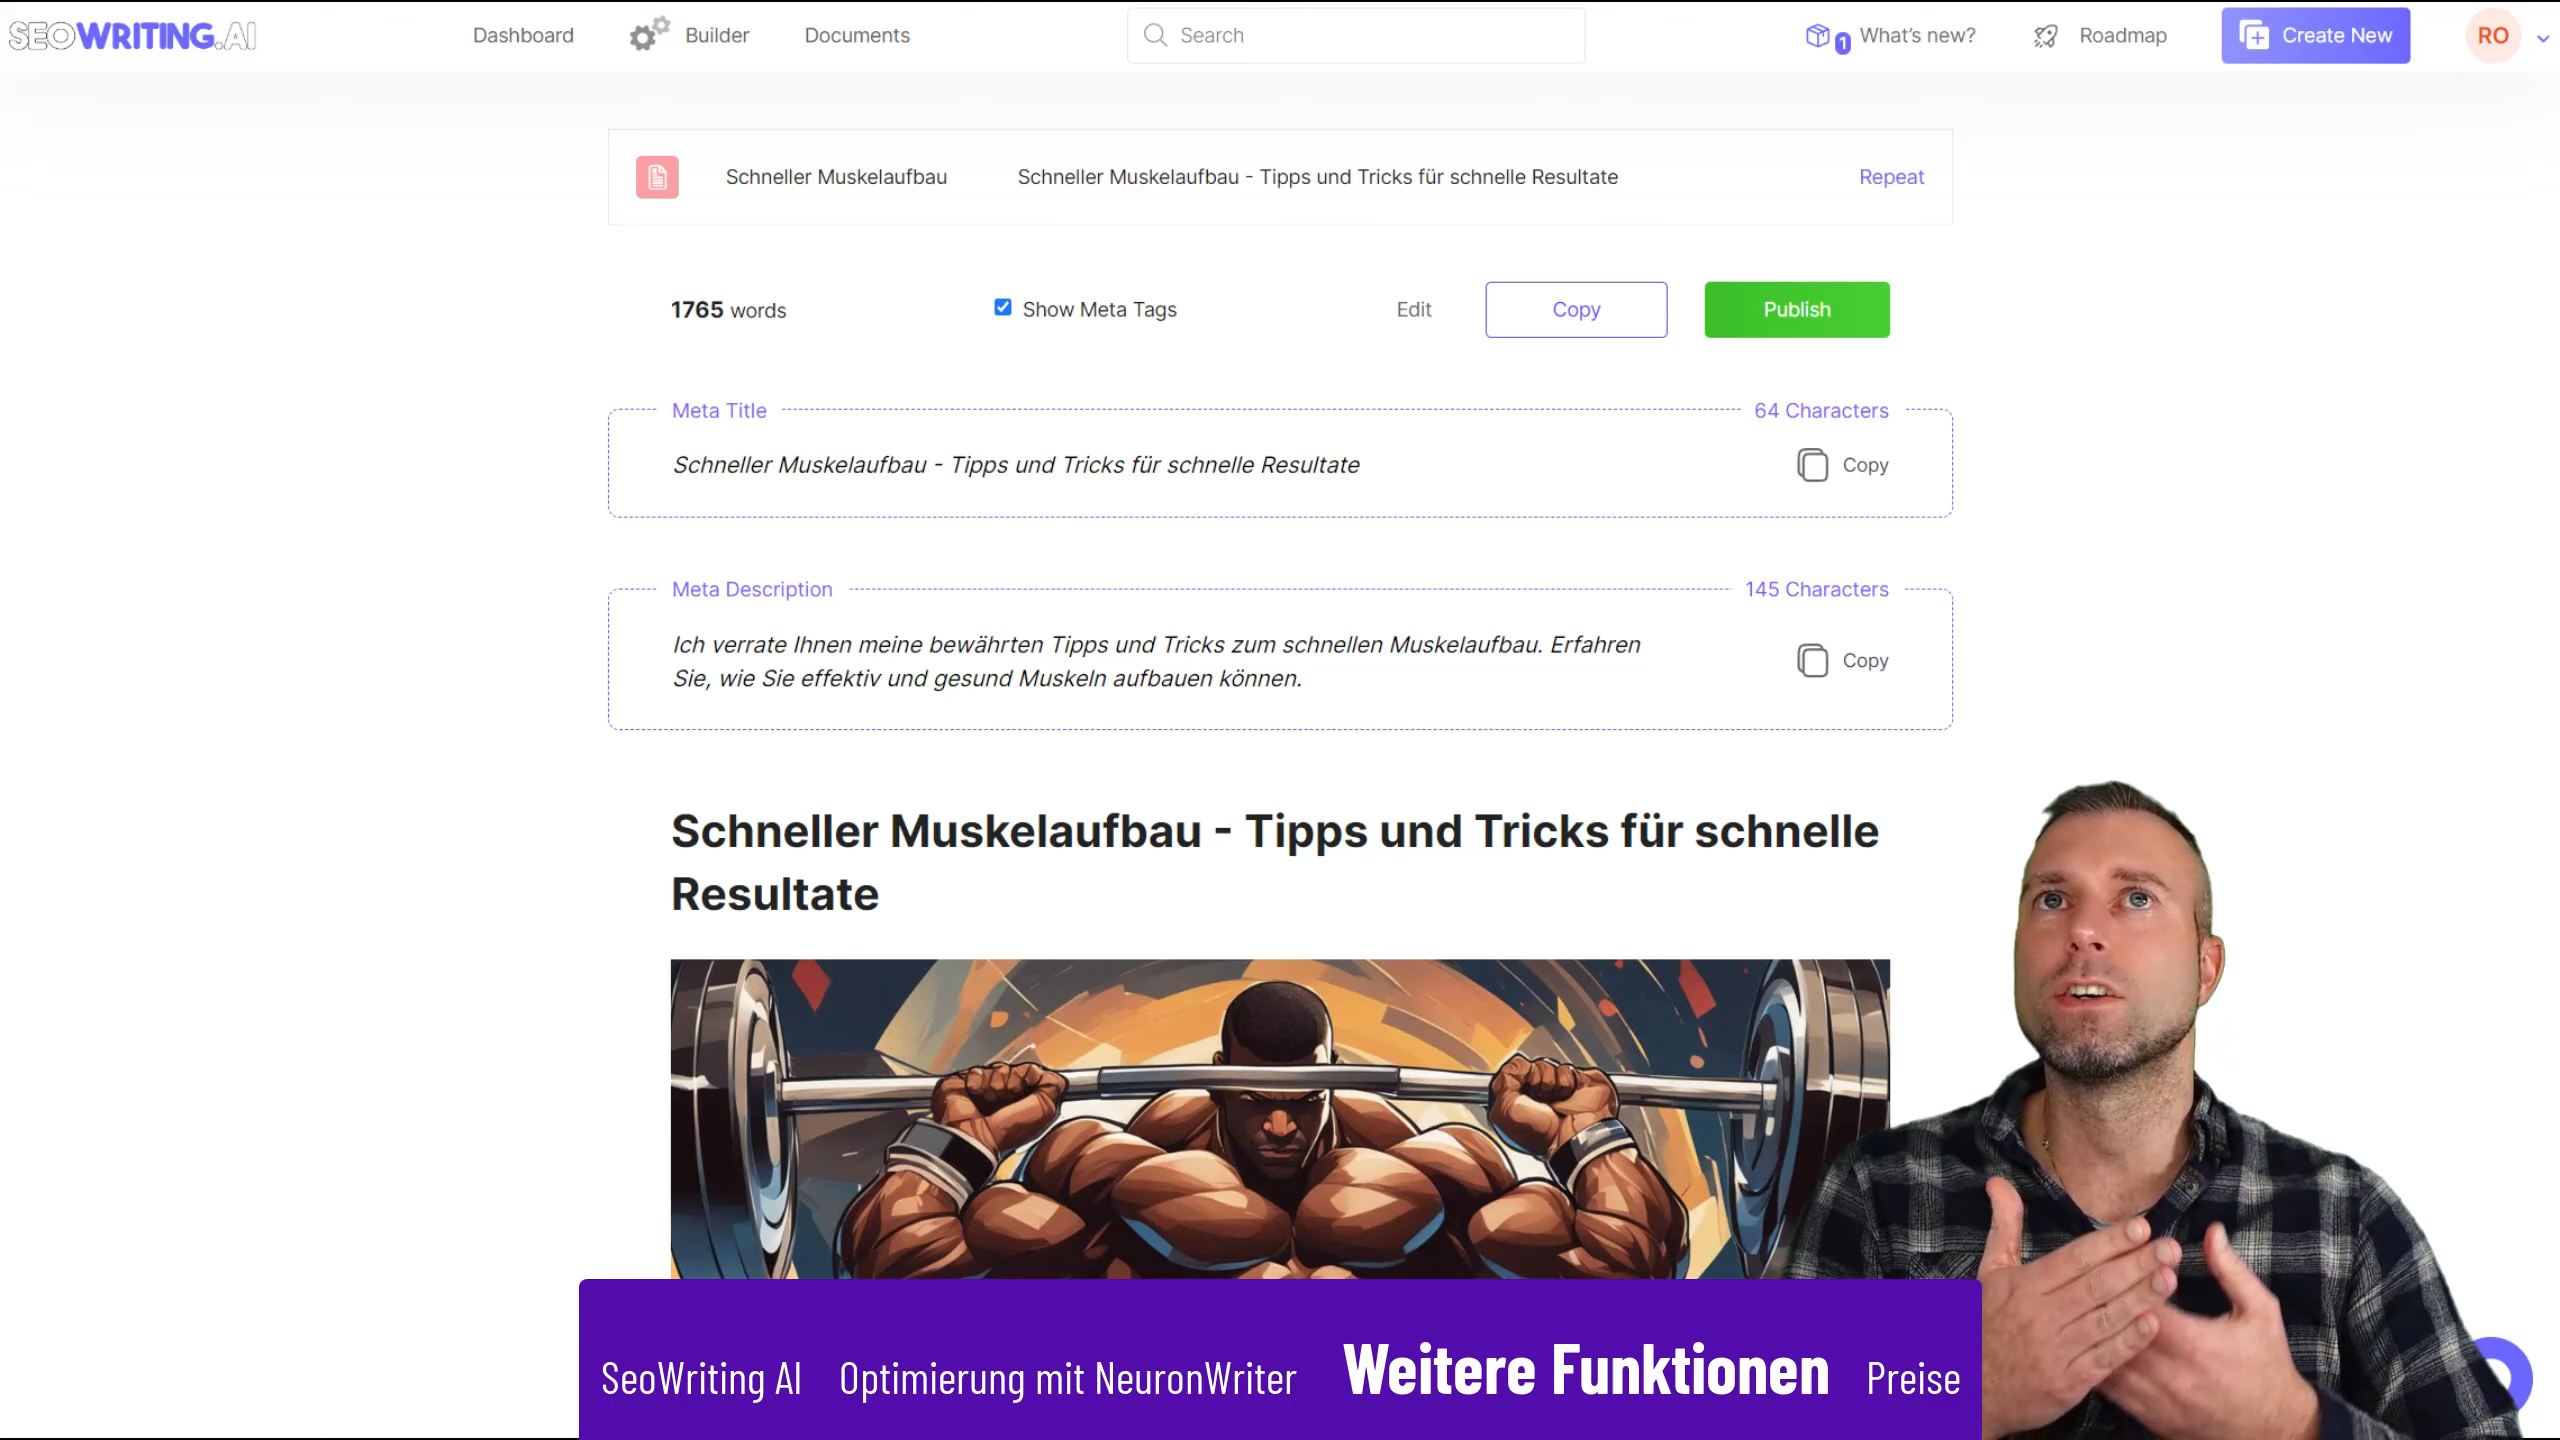 SEOWRITING.AI
Dashboard
Builder
Documents
Search
1
What's new?
Roadmap
Create New
RO
Schneller Muskelaufbau
Schneller Muskelaufbau - Tipps und Tricks für schnelle Resultate
Repeat
1765 words
Show Meta Tags
Edit
Copy
Publish
Meta Title
64 Characters
Schneller Muskelaufbau - Tipps und Tricks für schnelle Resultate
Copy
Meta Description
145 Characters
Ich verrate Ihnen meine bewährten Tipps und Tricks zum schnellen Muskelaufbau. Erfahren
Sie, wie Sie effektiv und gesund Muskeln aufbauen können.
Copy
Schneller Muskelaufbau - Tipps und Tricks für schnelle
Resultate
SeoWriting AI
Optimierung mit NeuronWriter
Weitere Funktionen
Preise